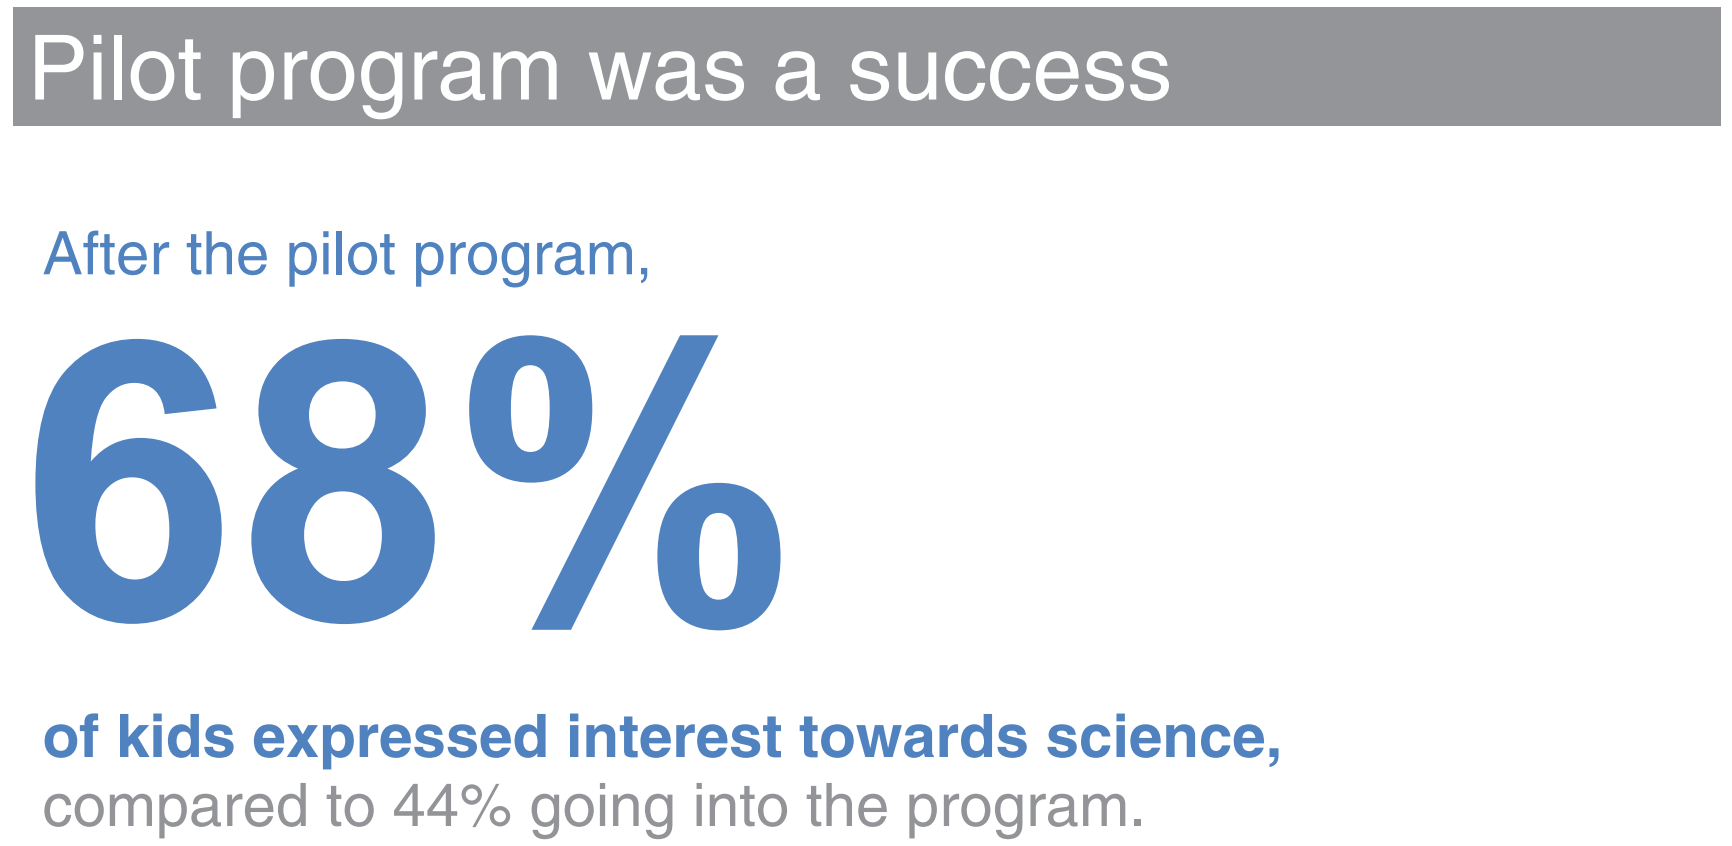 Pilot program was a success
After the pilot program,
68%
of kids expressed interest towards science,
compared to 44% going into the program.